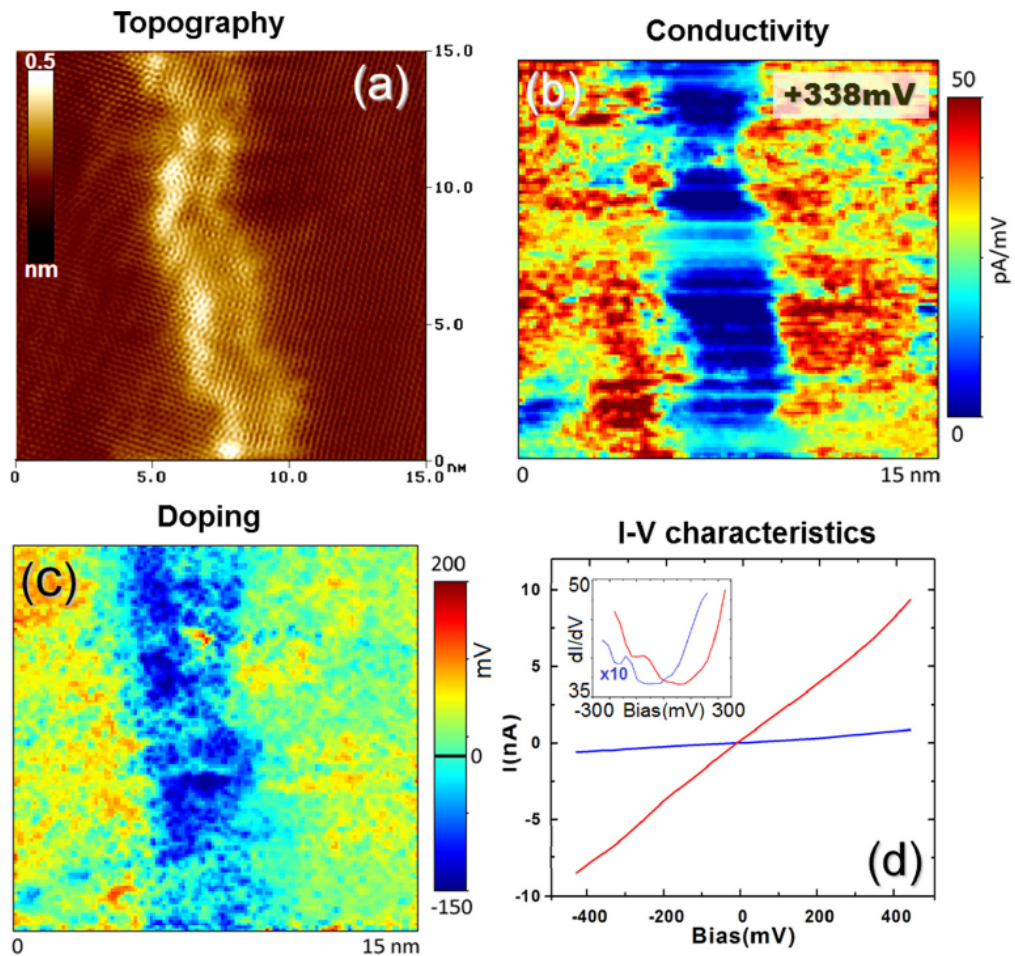 Topography
(a)
0.5
nm
15.0
10.0
5.0
0 nm
0 5.0 10.0 15.0
Conductivity
(b)
+338mV
50
pA/mV
0
0 15 nm
Doping
(c)
200
mV
0
-150
0 15 nm
I-V characteristics
10
5
0
-5
-10
I(nA)
50
dI/dV
35
x10
-300 Bias(mV) 300
(d)
-400 -200 0 200 400
Bias(mV)